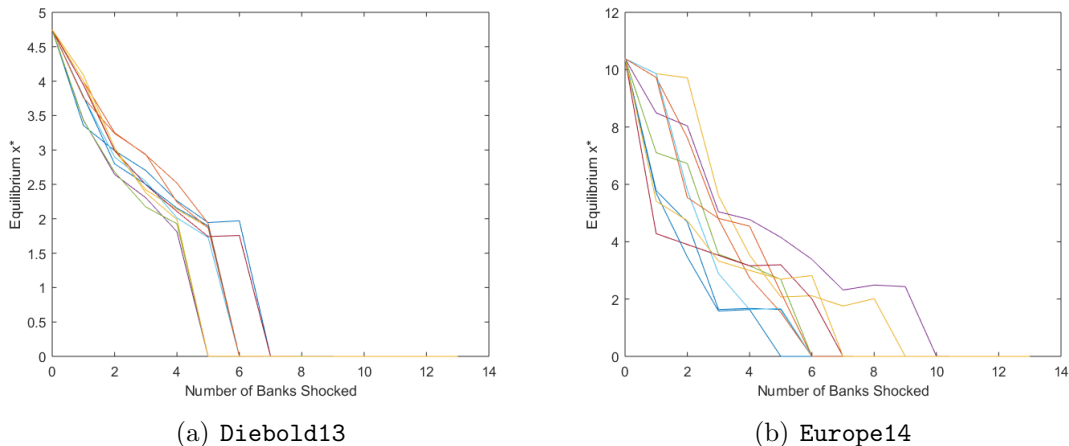 5
4.5
4
3.5
3
2.5
2
1.5
1
0.5
0
Equilibrium x*
0 2 4 6 8 10 12 14
Number of Banks Shocked
(a) Diebold13
12
10
8
6
4
2
0
Equilibrium x*
0 2 4 6 8 10 12 14
Number of Banks Shocked
(b) Europe14